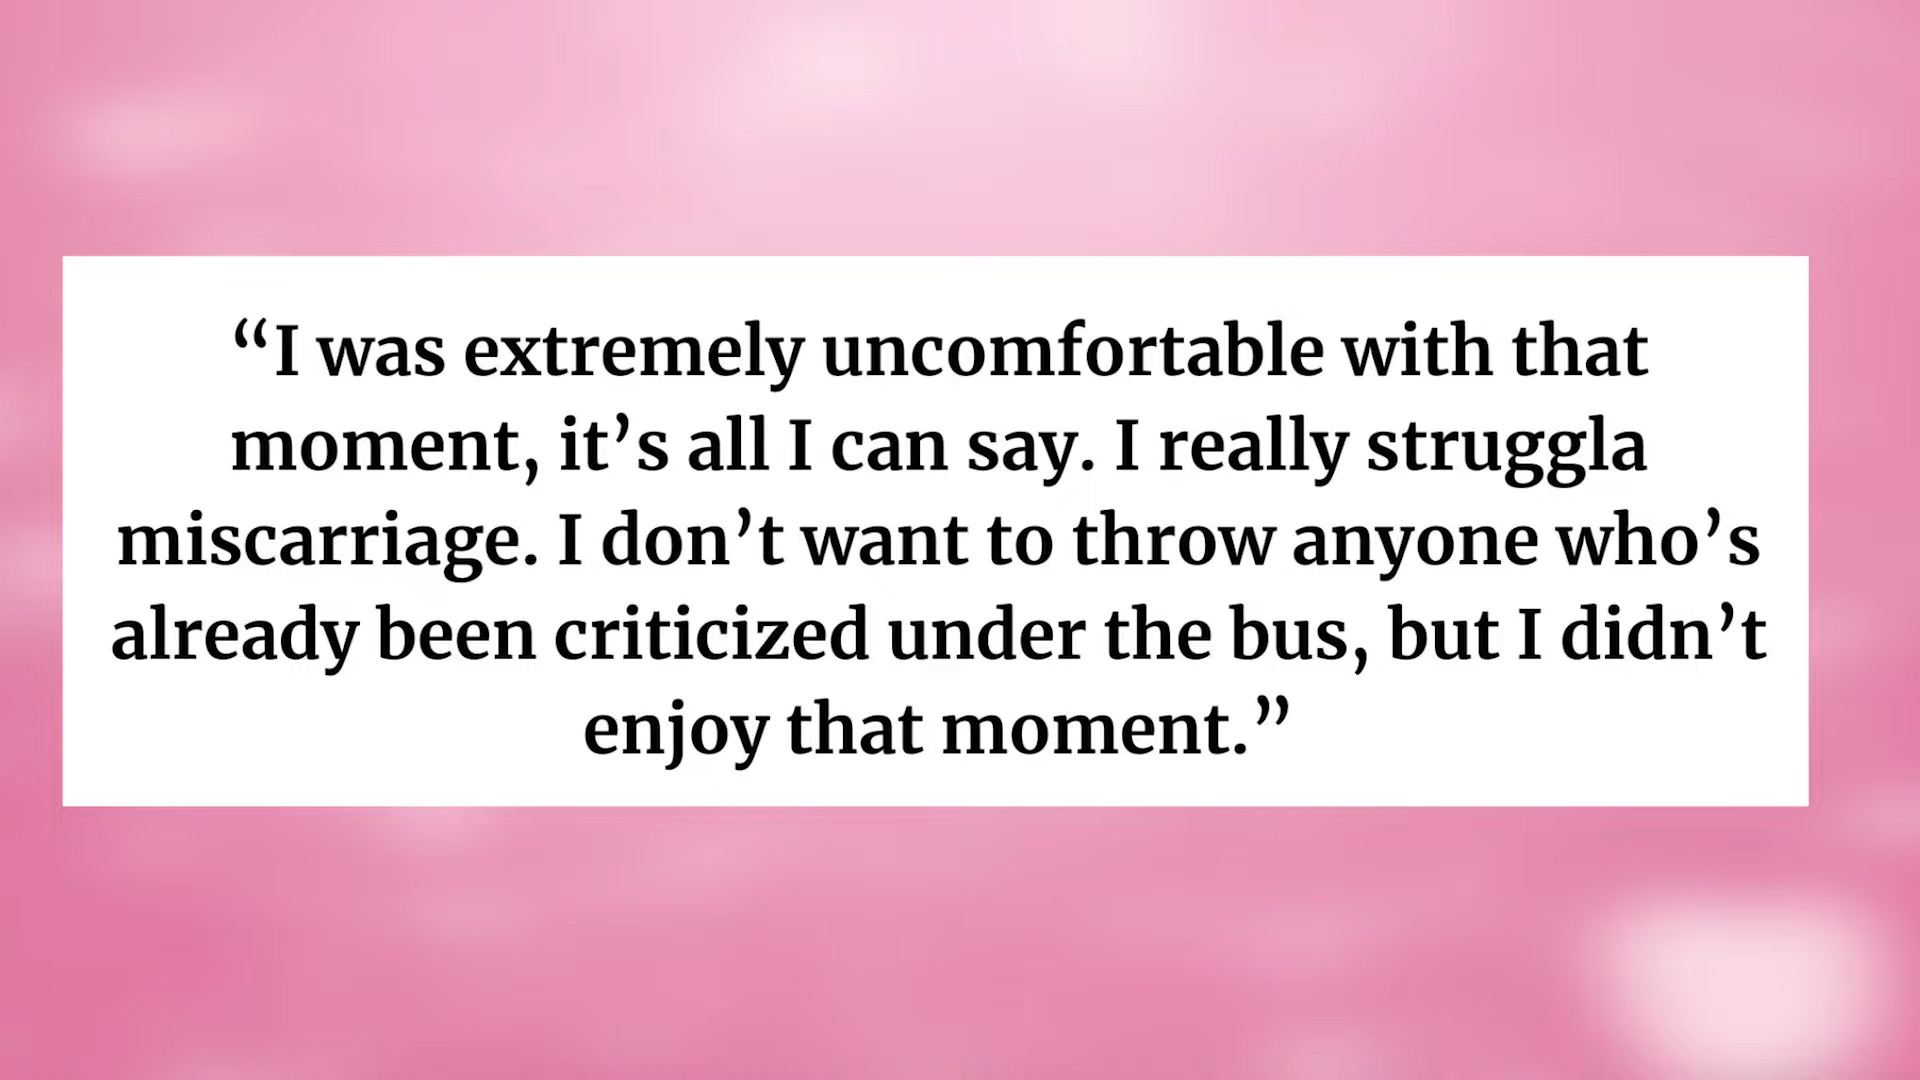 “I was extremely uncomfortable with that
moment, it’s all I can say. I really struggla
miscarriage. I don’t want to throw anyone who’s
already been criticized under the bus, but I didn’t
enjoy that moment.”